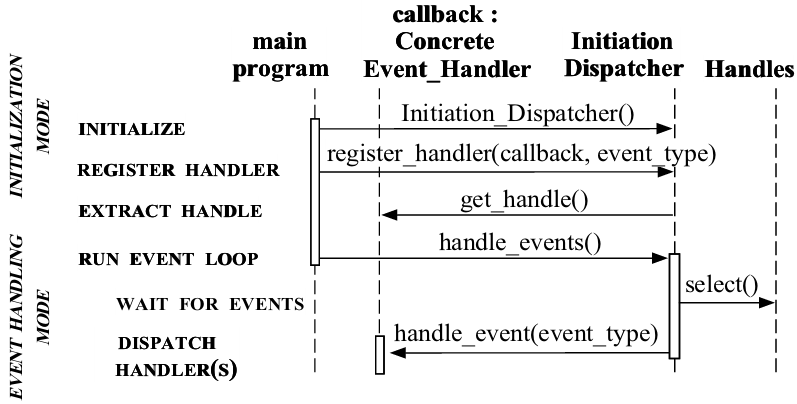 callback :
main Concrete Initiation
program Event_Handler Dispatcher Handles
INITIALIZATION
MODE
INITIALIZE Initiation_Dispatcher()
REGISTER HANDLER register_handler(callback, event_type)
EXTRACT HANDLE get_handle()
EVENT HANDLING
MODE
RUN EVENT LOOP handle_events()
WAIT FOR EVENTS select()
DISPATCH handle_event(event_type)
HANDLER(S)